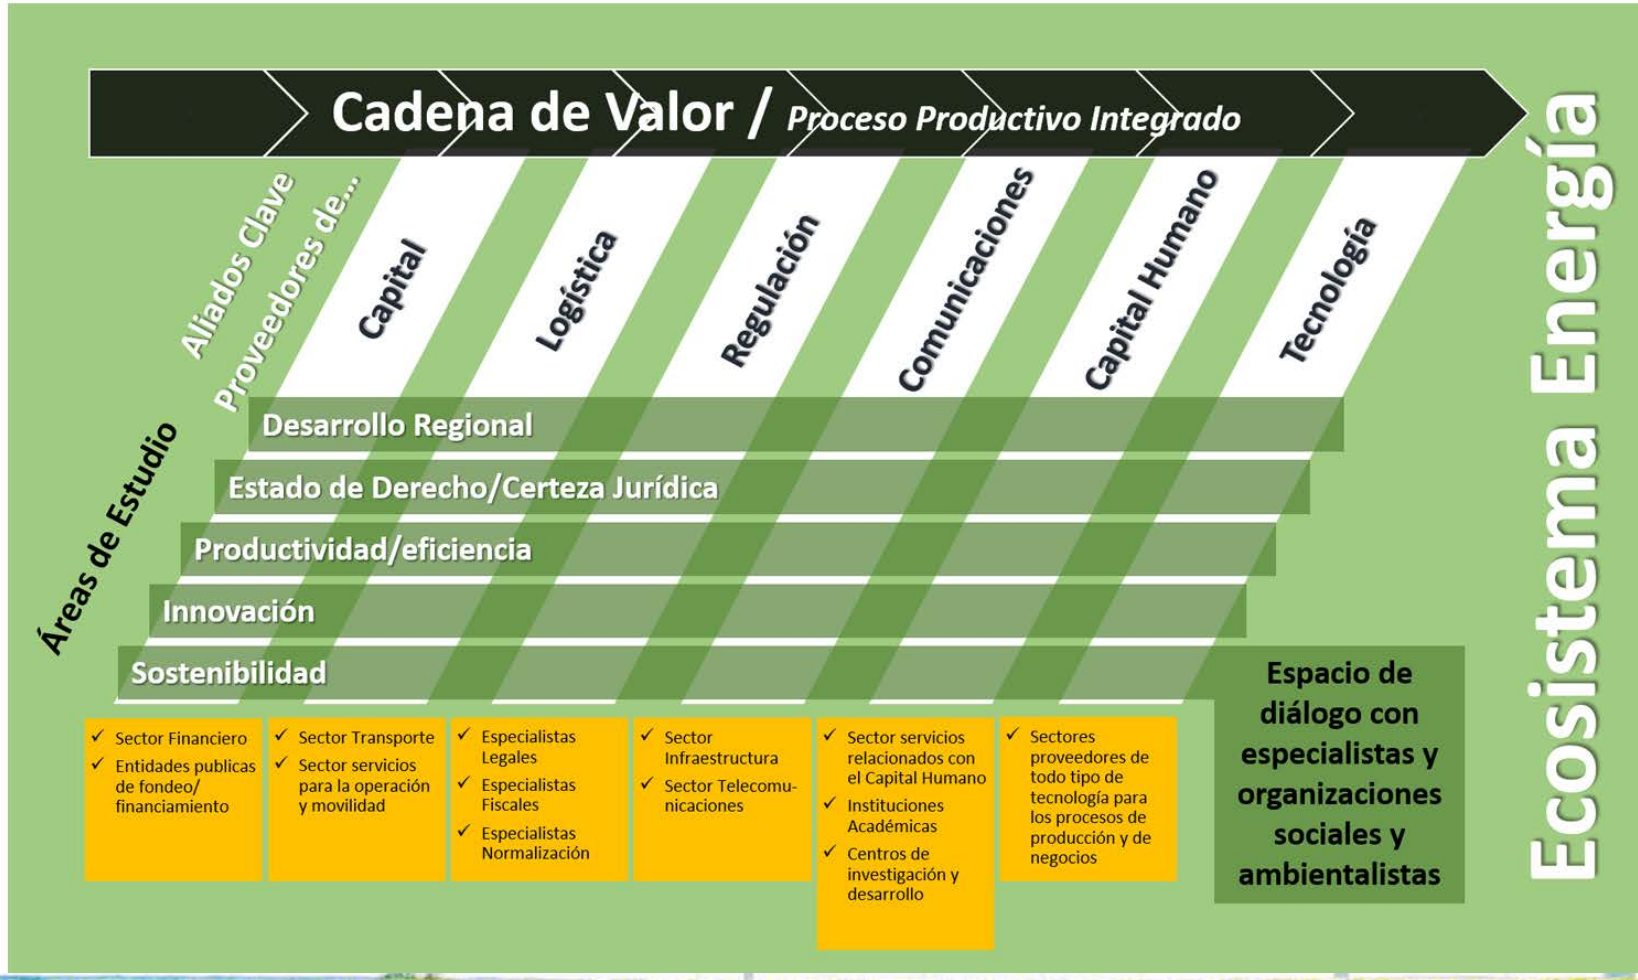 Cadena de Valor / Proceso Productivo Integrado
Aliados Clave
Proveedores de...
Capital
Logística
Regulación
Comunicaciones
Capital Humano
Tecnología
Áreas de Estudio
Desarrollo Regional
Estado de Derecho/Certeza Jurídica
Productividad/eficiencia
Innovación
Sostenibilidad
✓ Sector Financiero
✓ Entidades publicas
de fondeo/
financiamiento
✓ Sector Transporte
✓ Sector servicios
para la operación
y movilidad
✓ Especialistas
Legales
✓ Especialistas
Fiscales
✓ Especialistas
Normalización
✓ Sector
Infraestructura
✓ Sector Telecomu-
nicaciones
✓ Sector servicios
relacionados con
el Capital Humano
✓ Instituciones
Académicas
✓ Centros de
investigación y
desarrollo
✓ Sectores
proveedores de
todo tipo de
tecnología para
los procesos de
producción y de
negocios
Espacio de
diálogo con
especialistas y
organizaciones
sociales y
ambientalistas
Ecosistema Energía